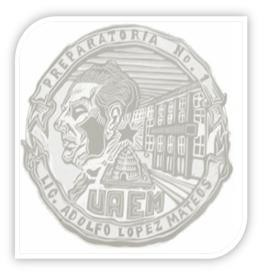 PREPARATORIA No. 1
UAEM
LIC. ADOLFO LOPEZ MATEOS